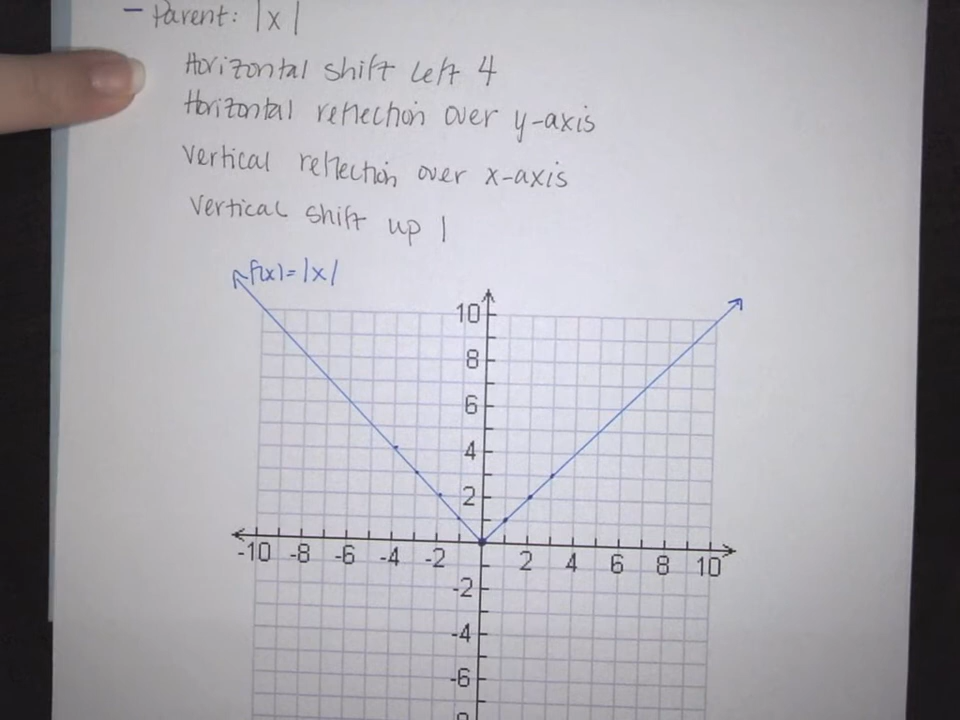 - Parent: |x|
Horizontal shift left 4
Horizontal reflection over y-axis
Vertical reflection over x-axis
Vertical shift up 1
f(x)=|x|
10
8
6
4
2
-10 -8 -6 -4 -2 2 4 6 8 10
-2
-4
-6